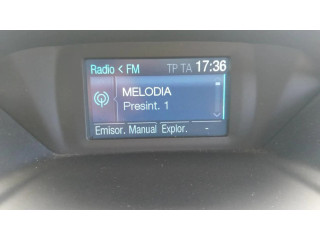 Radio < FM TP TA 17:36
MELODIA
Presint. 1
Emisor. Manual Explor. -